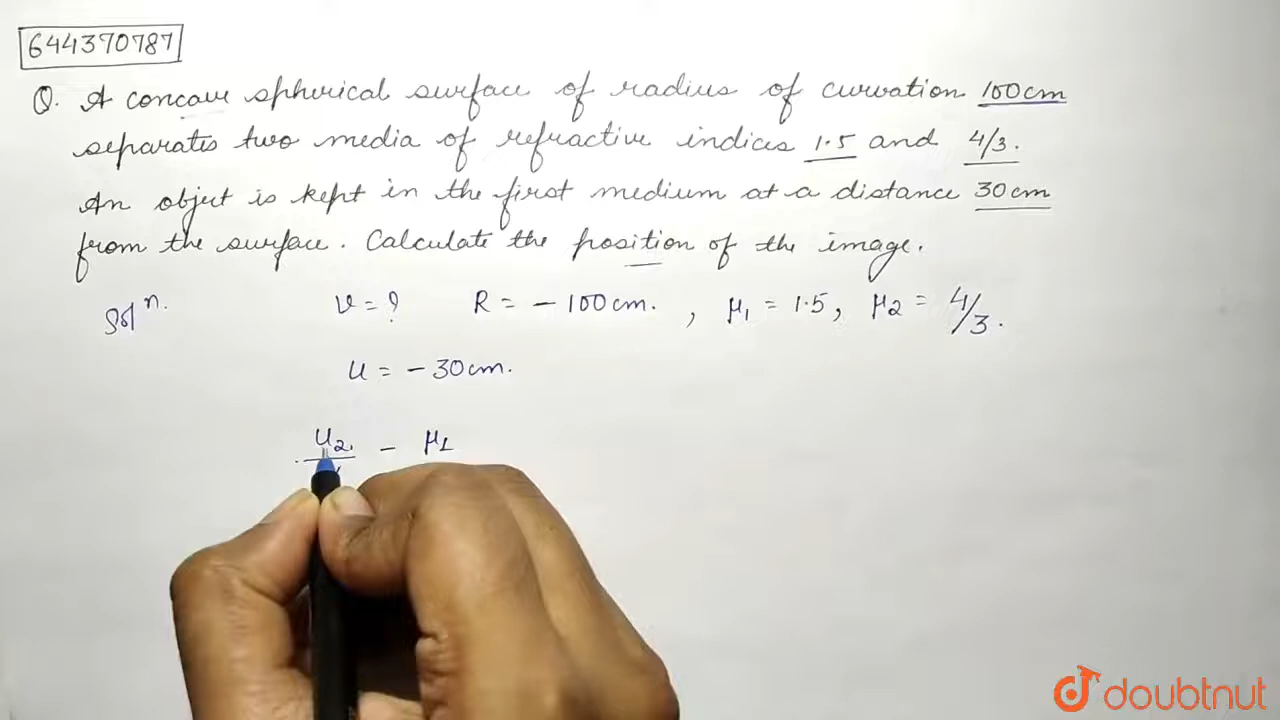 644370787
Q. A concave spherical surface of radius of curvation 100cm
separates two media of refractive indices 1.5 and 4/3.
An object is kept in the first medium at a distance 30cm
from the surface. Calculate the position of the image.
Solⁿ. v = ? R = - 100cm. , μ₁ = 1.5, μ₂ = 4/3.
u = - 30cm.
μ₂ - μ₁
doubtnut